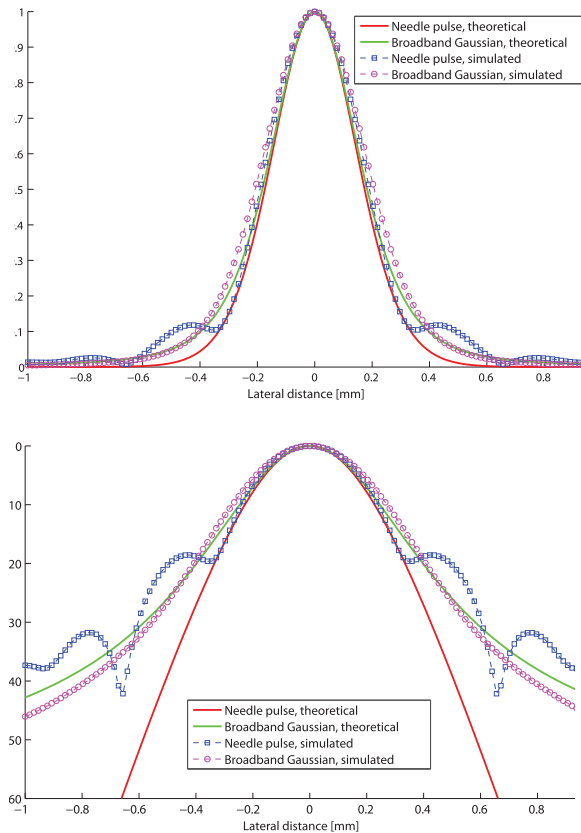 1
.9
.8
.7
.6
.5
.4
.3
.2
.1
0
−1 −0.6 −0.4 −0.2 0 0.2 0.4 0.6 0.8
Lateral distance [mm]
Needle pulse, theoretical
Broadband Gaussian, theoretical
Needle pulse, simulated
Broadband Gaussian, simulated
0
10
20
30
40
50
60
−1 −0.8 −0.6 −0.4 −0.2 0 0.2 0.4 0.6 0.8
Lateral distance [mm]
Needle pulse, theoretical
Broadband Gaussian, theoretical
Needle pulse, simulated
Broadband Gaussian, simulated